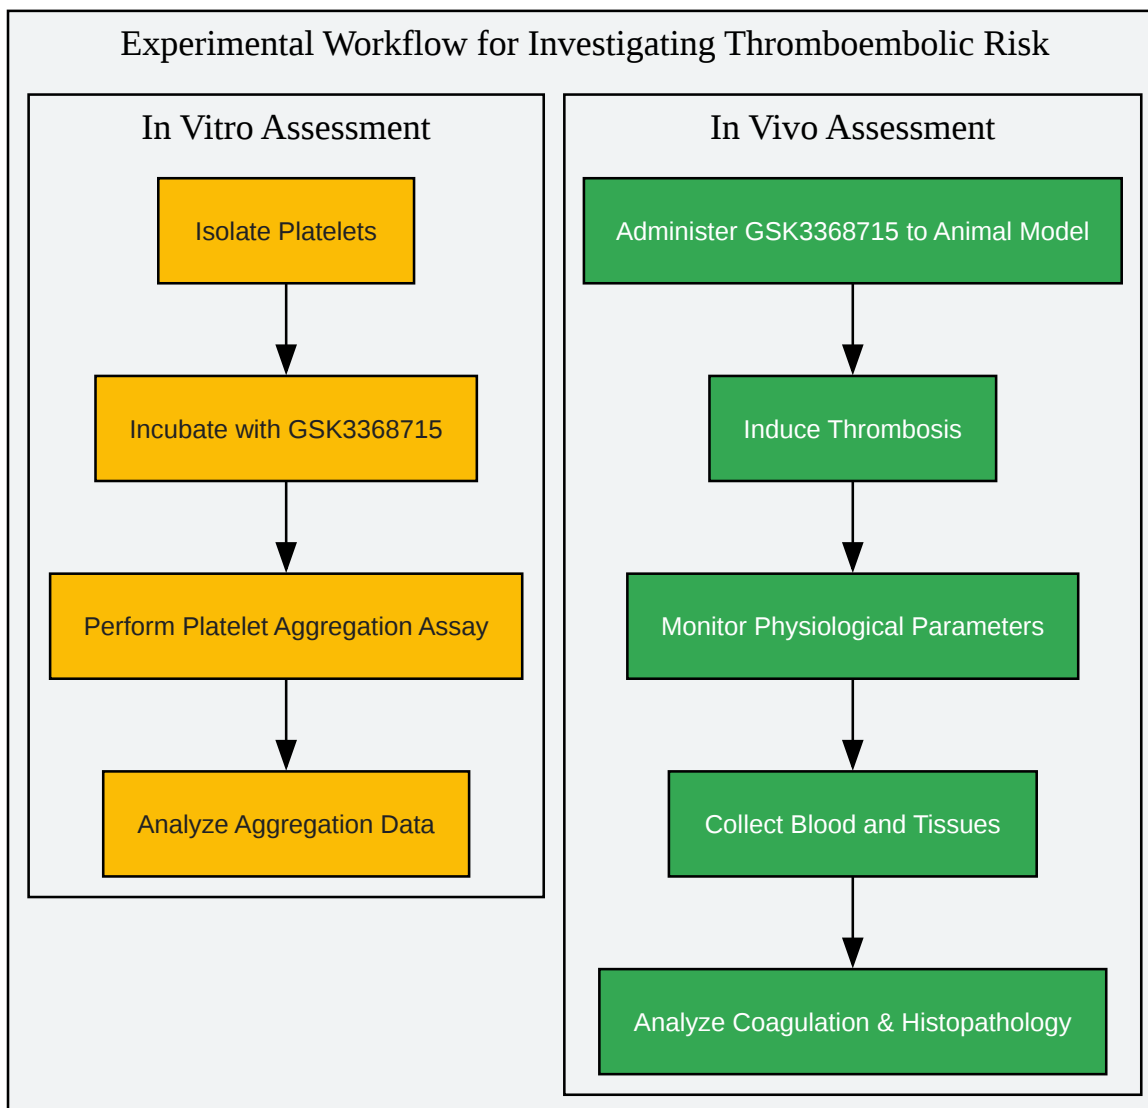 Experimental Workflow for Investigating Thromboembolic Risk
In Vitro Assessment
Isolate Platelets
Incubate with GSK3368715
Perform Platelet Aggregation Assay
Analyze Aggregation Data
In Vivo Assessment
Administer GSK3368715 to Animal Model
Induce Thrombosis
Monitor Physiological Parameters
Collect Blood and Tissues
Analyze Coagulation & Histopathology